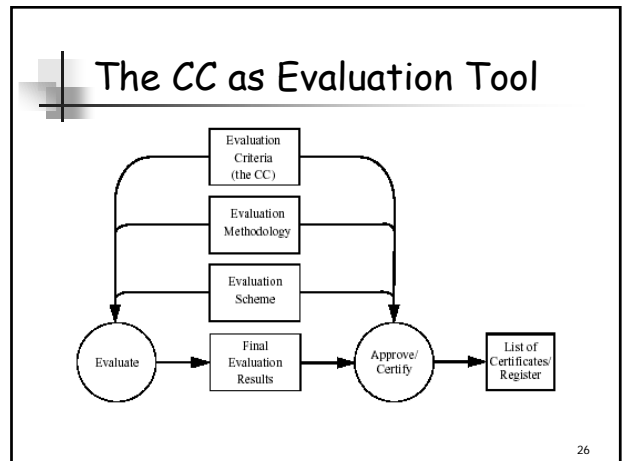 The CC as Evaluation Tool
Evaluation
Criteria
(the CC)
Evaluation
Methodology
Evaluation
Scheme
Evaluate
Final
Evaluation
Results
Approve/
Certify
List of
Certificates/
Register
26